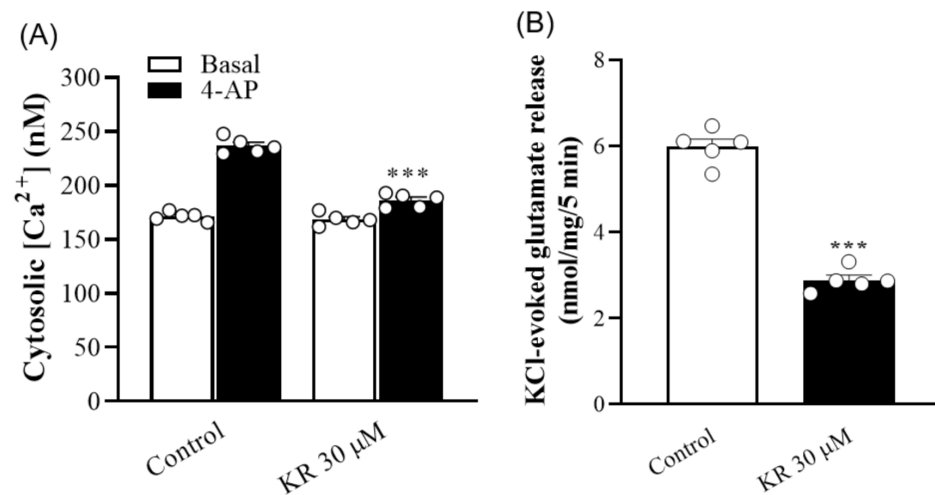 (A)
Basal
4-AP
Cytosolic [Ca²⁺] (nM)
300
250
200
150
100
50
0
***
Control
KR 30 μM
(B)
KCl-evoked glutamate release
(nmol/mg/5 min)
8
6
4
2
0
***
Control
KR 30 μM